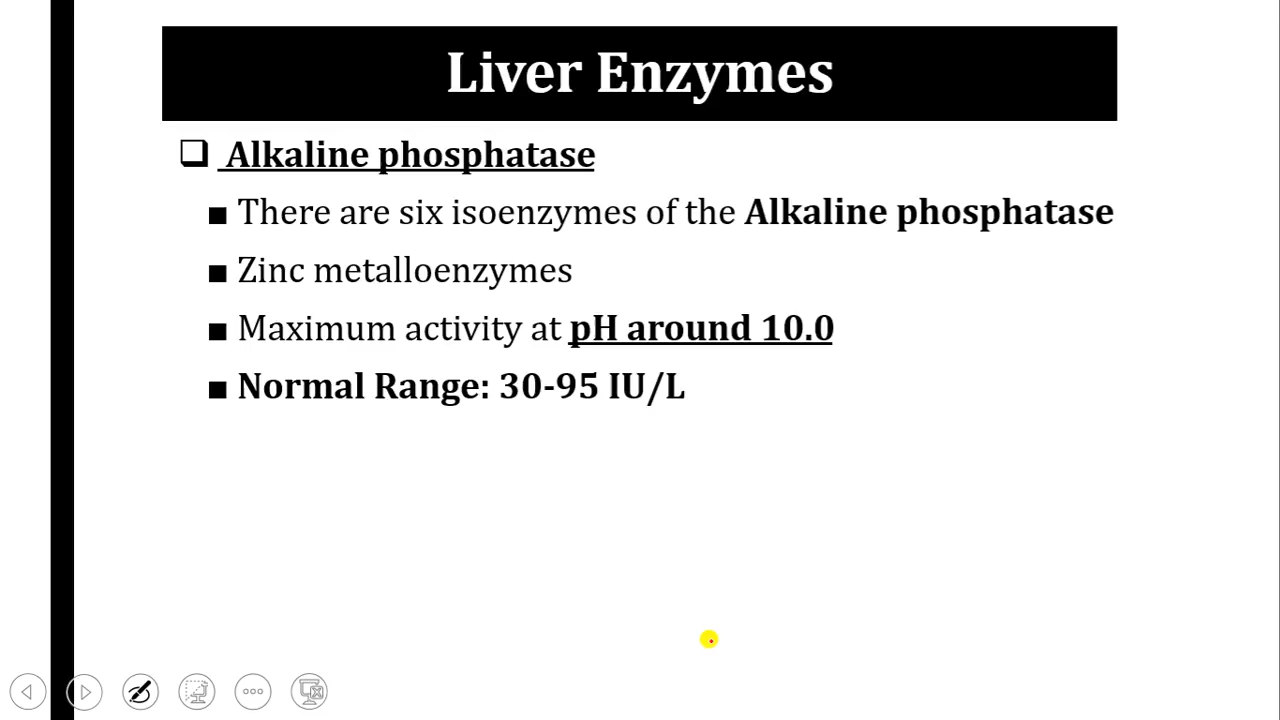 Liver Enzymes
Alkaline phosphatase
There are six isoenzymes of the Alkaline phosphatase
Zinc metalloenzymes
Maximum activity at pH around 10.0
Normal Range: 30-95 IU/L